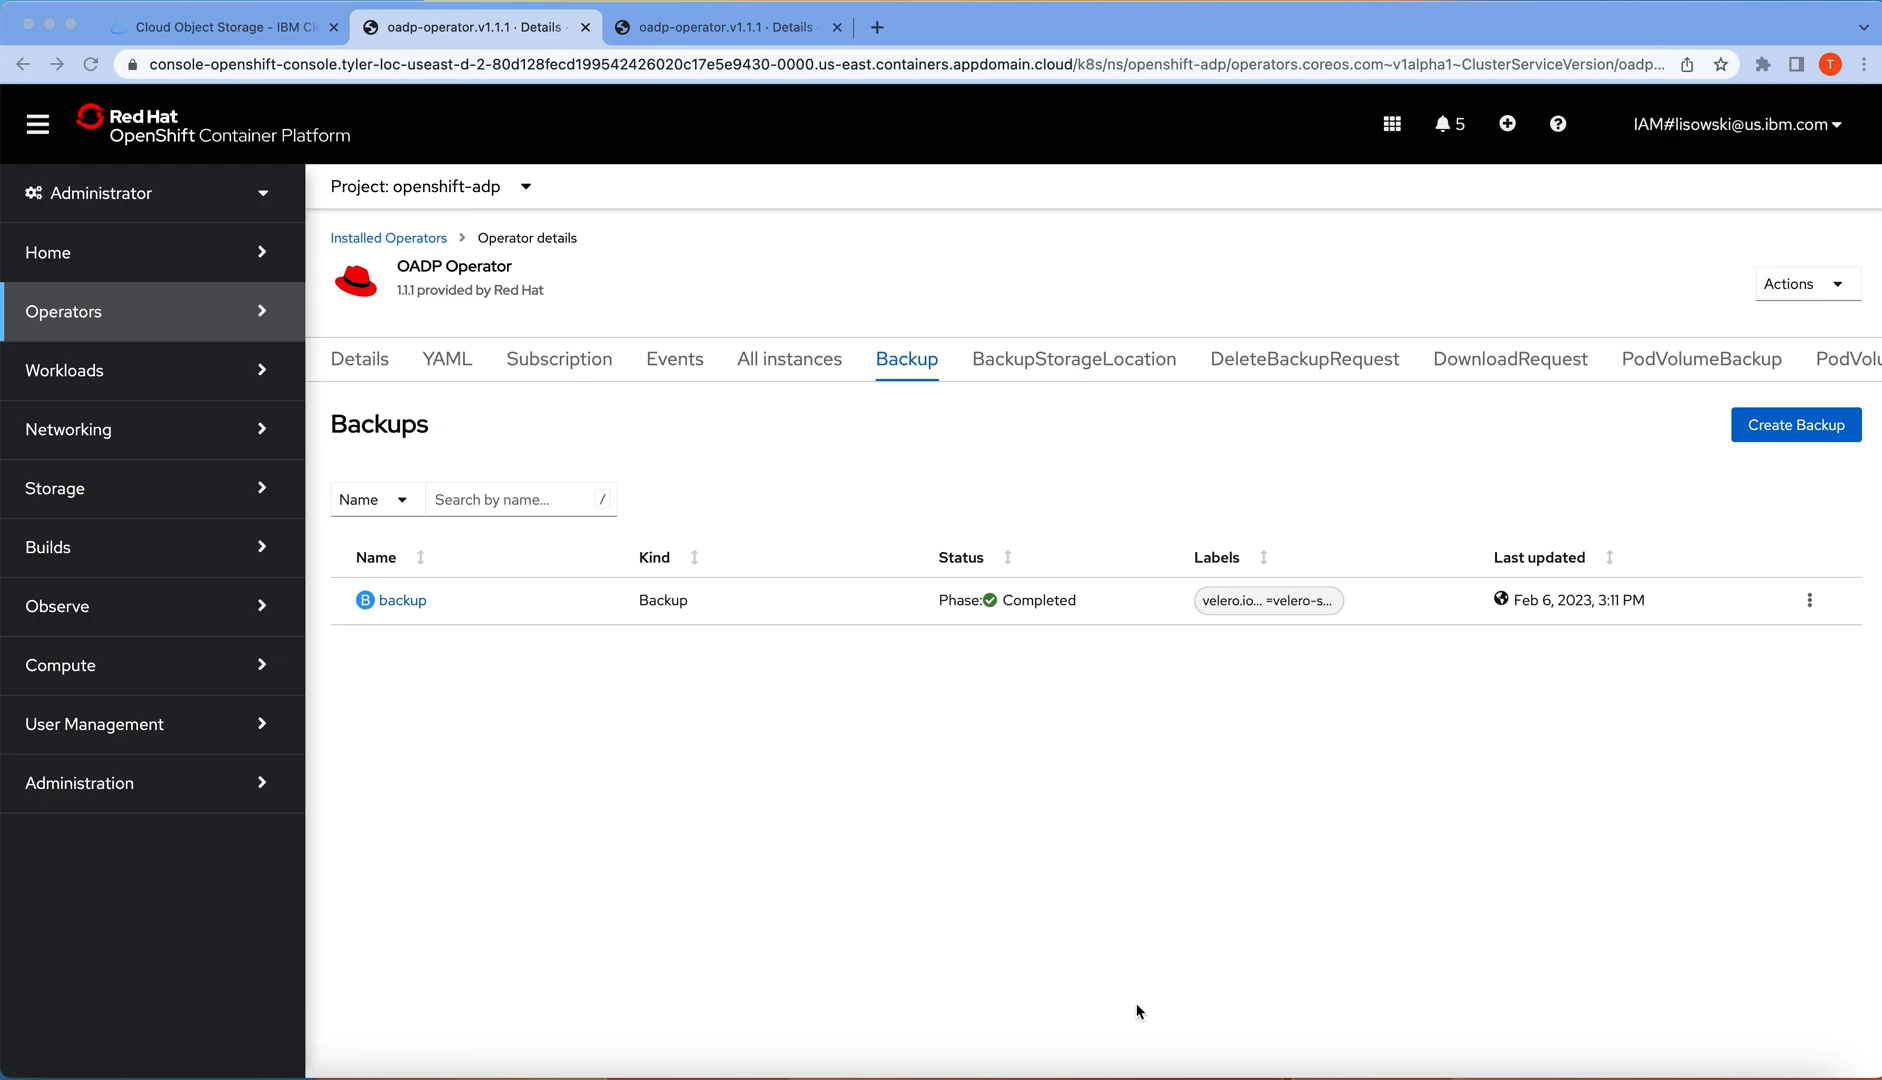 Cloud Object Storage - IBM Cl
oadp-operator.v1.1.1 · Details
oadp-operator.v1.1.1 · Details
console-openshift-console.tyler-loc-useast-d-2-80d128fecd199542426020c17e5e9430-0000.us-east.containers.appdomain.cloud/k8s/ns/openshift-adp/operators.coreos.com~v1alpha1~ClusterServiceVersion/oadp...
T
Red Hat
OpenShift Container Platform
5
IAM#lisowski@us.ibm.com
Administrator
Home
Operators
Workloads
Networking
Storage
Builds
Observe
Compute
User Management
Administration
Project: openshift-adp
Installed Operators > Operator details
OADP Operator
1.1.1 provided by Red Hat
Actions
Details YAML Subscription Events All instances Backup BackupStorageLocation DeleteBackupRequest DownloadRequest PodVolumeBackup PodVolu
Backups
Create Backup
Name Search by name... /
Name Kind Status Labels Last updated
B backup Backup Phase: Completed velero.io... =velero-s... Feb 6, 2023, 3:11 PM